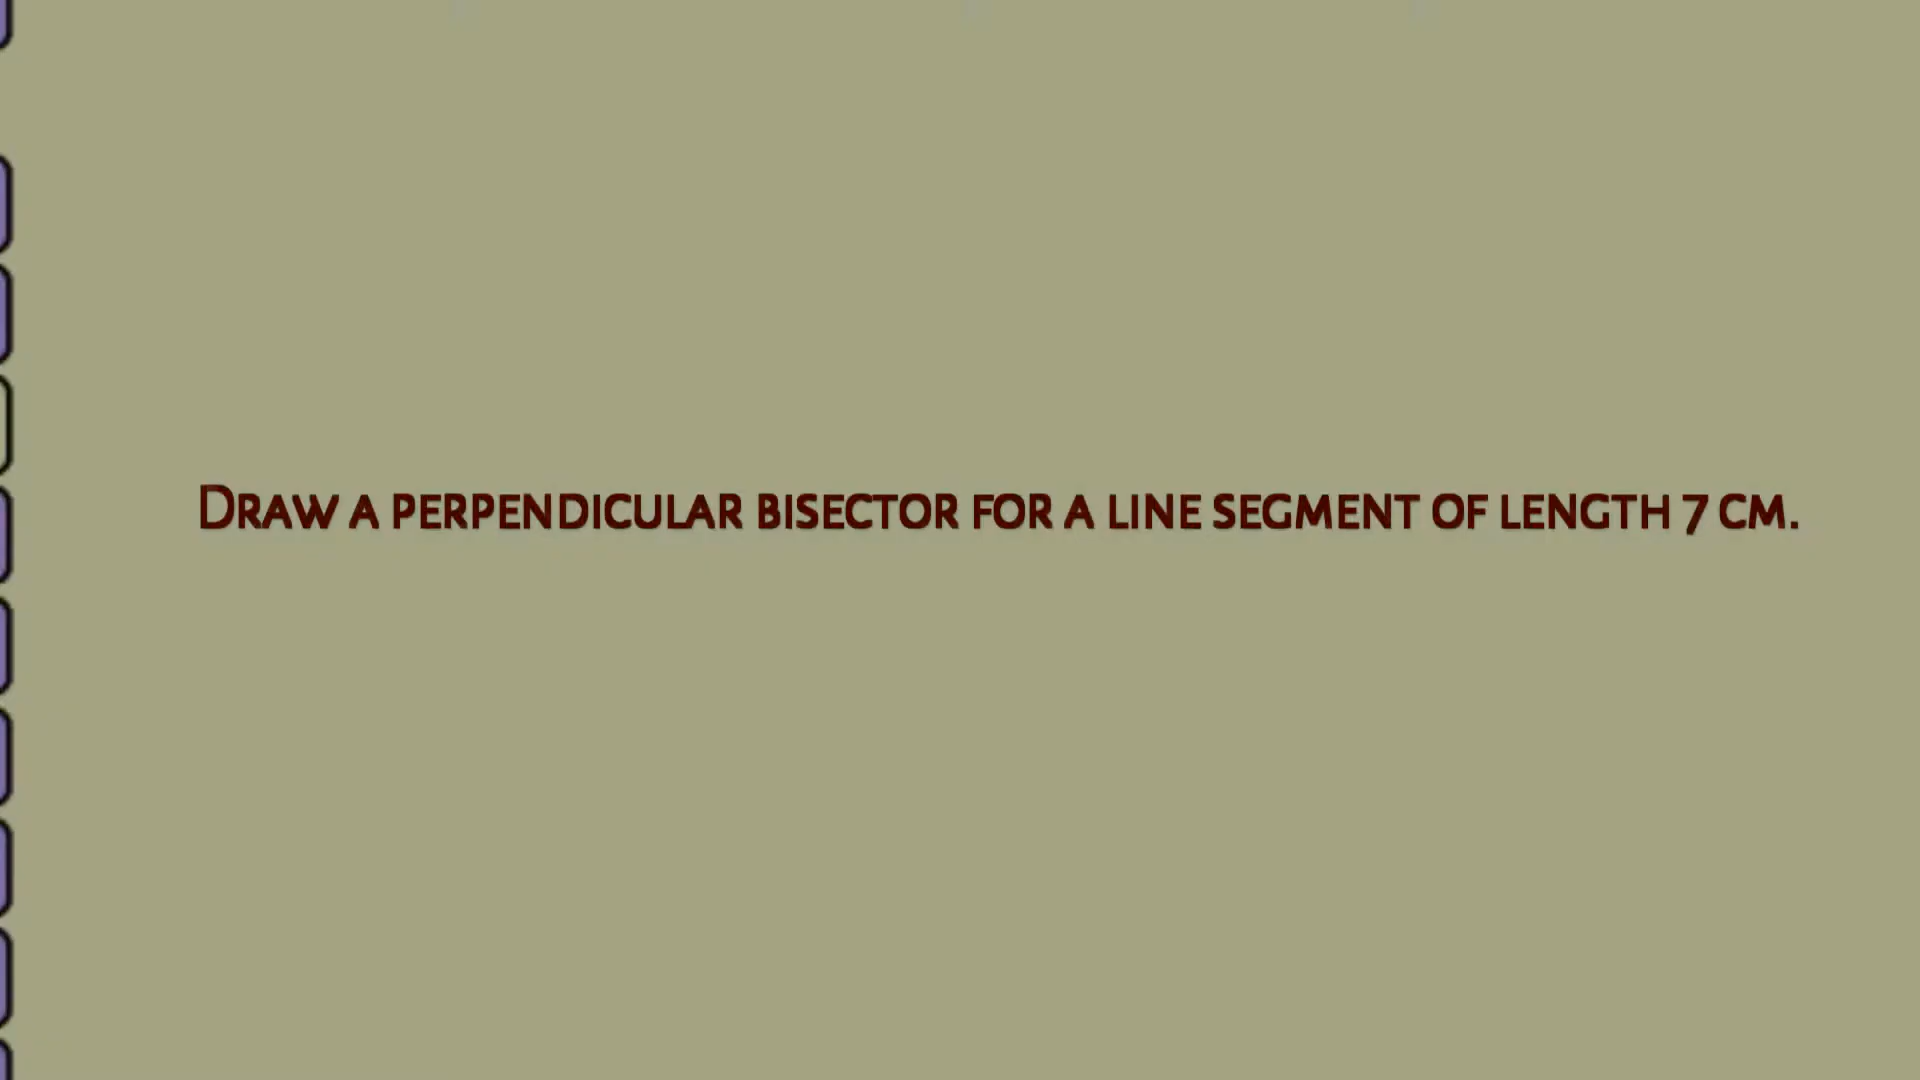 Draw a perpendicular bisector for a line segment of length 7 cm.